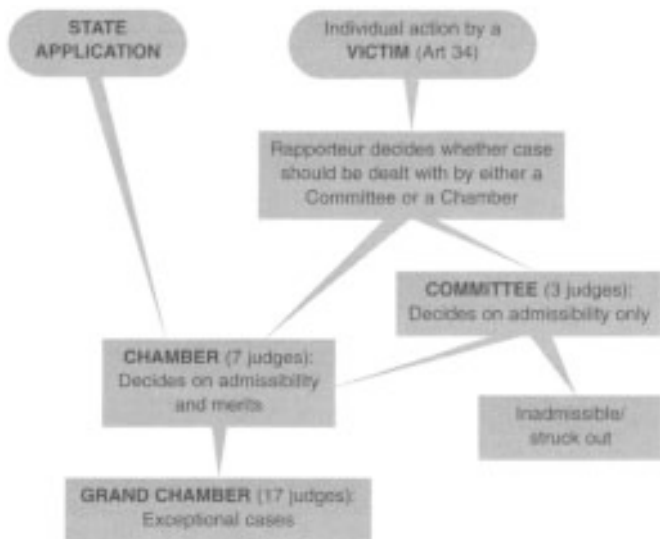 STATE
APPLICATION
Individual action by a
VICTIM (Art 34)
Rapporteur decides whether case
should be dealt with by either a
Committee or a Chamber
COMMITTEE (3 judges):
Decides on admissibility only
CHAMBER (7 judges):
Decides on admissibility
and merits
Inadmissible/
struck out
GRAND CHAMBER (17 judges):
Exceptional cases